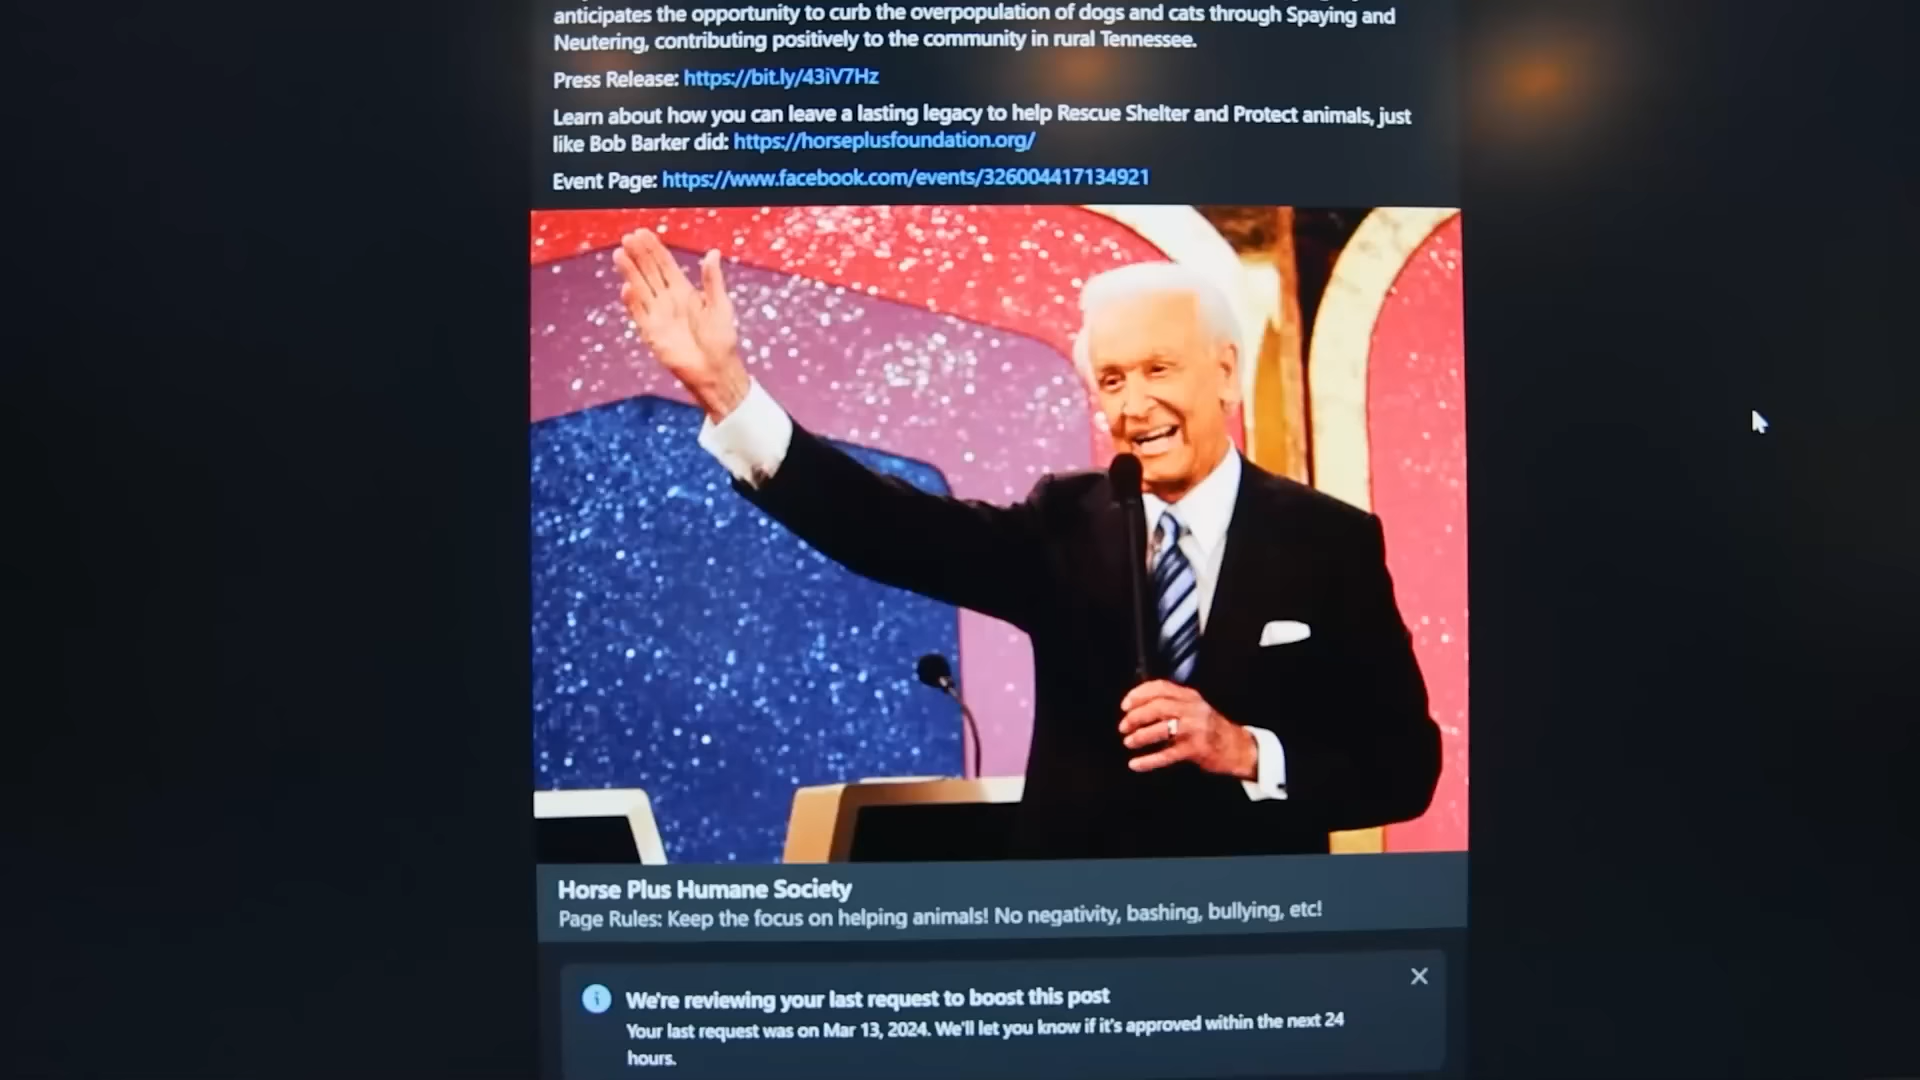 anticipates the opportunity to curb the overpopulation of dogs and cats through Spaying and
Neutering, contributing positively to the community in rural Tennessee.
Press Release: https://bit.ly/43iV7Hz
Learn about how you can leave a lasting legacy to help Rescue Shelter and Protect animals, just
like Bob Barker did: https://horseplusfoundation.org/
Event Page: https://www.facebook.com/events/326004417134921
Horse Plus Humane Society
Page Rules: Keep the focus on helping animals! No negativity, bashing, bullying, etc!
We're reviewing your last request to boost this post
Your last request was on Mar 13, 2024. We'll let you know if it's approved within the next 24
hours.